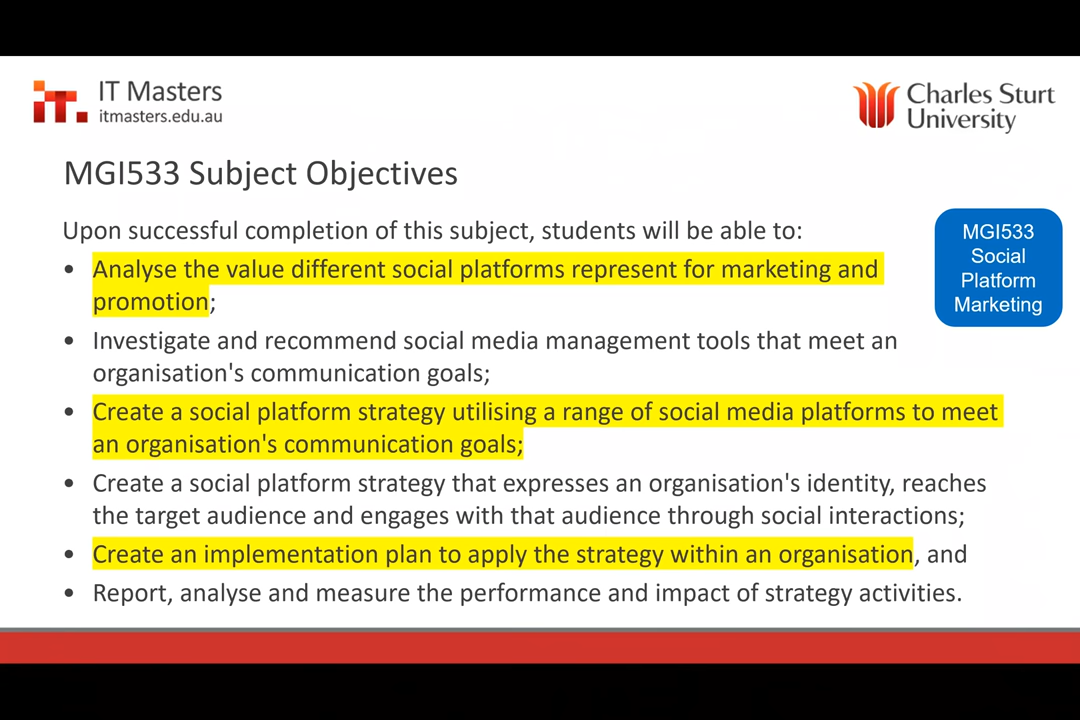 IT Masters
itmasters.edu.au
Charles Sturt
University
MGI533 Subject Objectives
Upon successful completion of this subject, students will be able to:
• Analyse the value different social platforms represent for marketing and
promotion;
• Investigate and recommend social media management tools that meet an
organisation's communication goals;
• Create a social platform strategy utilising a range of social media platforms to meet
an organisation's communication goals;
• Create a social platform strategy that expresses an organisation's identity, reaches
the target audience and engages with that audience through social interactions;
• Create an implementation plan to apply the strategy within an organisation, and
• Report, analyse and measure the performance and impact of strategy activities.
MGI533
Social
Platform
Marketing